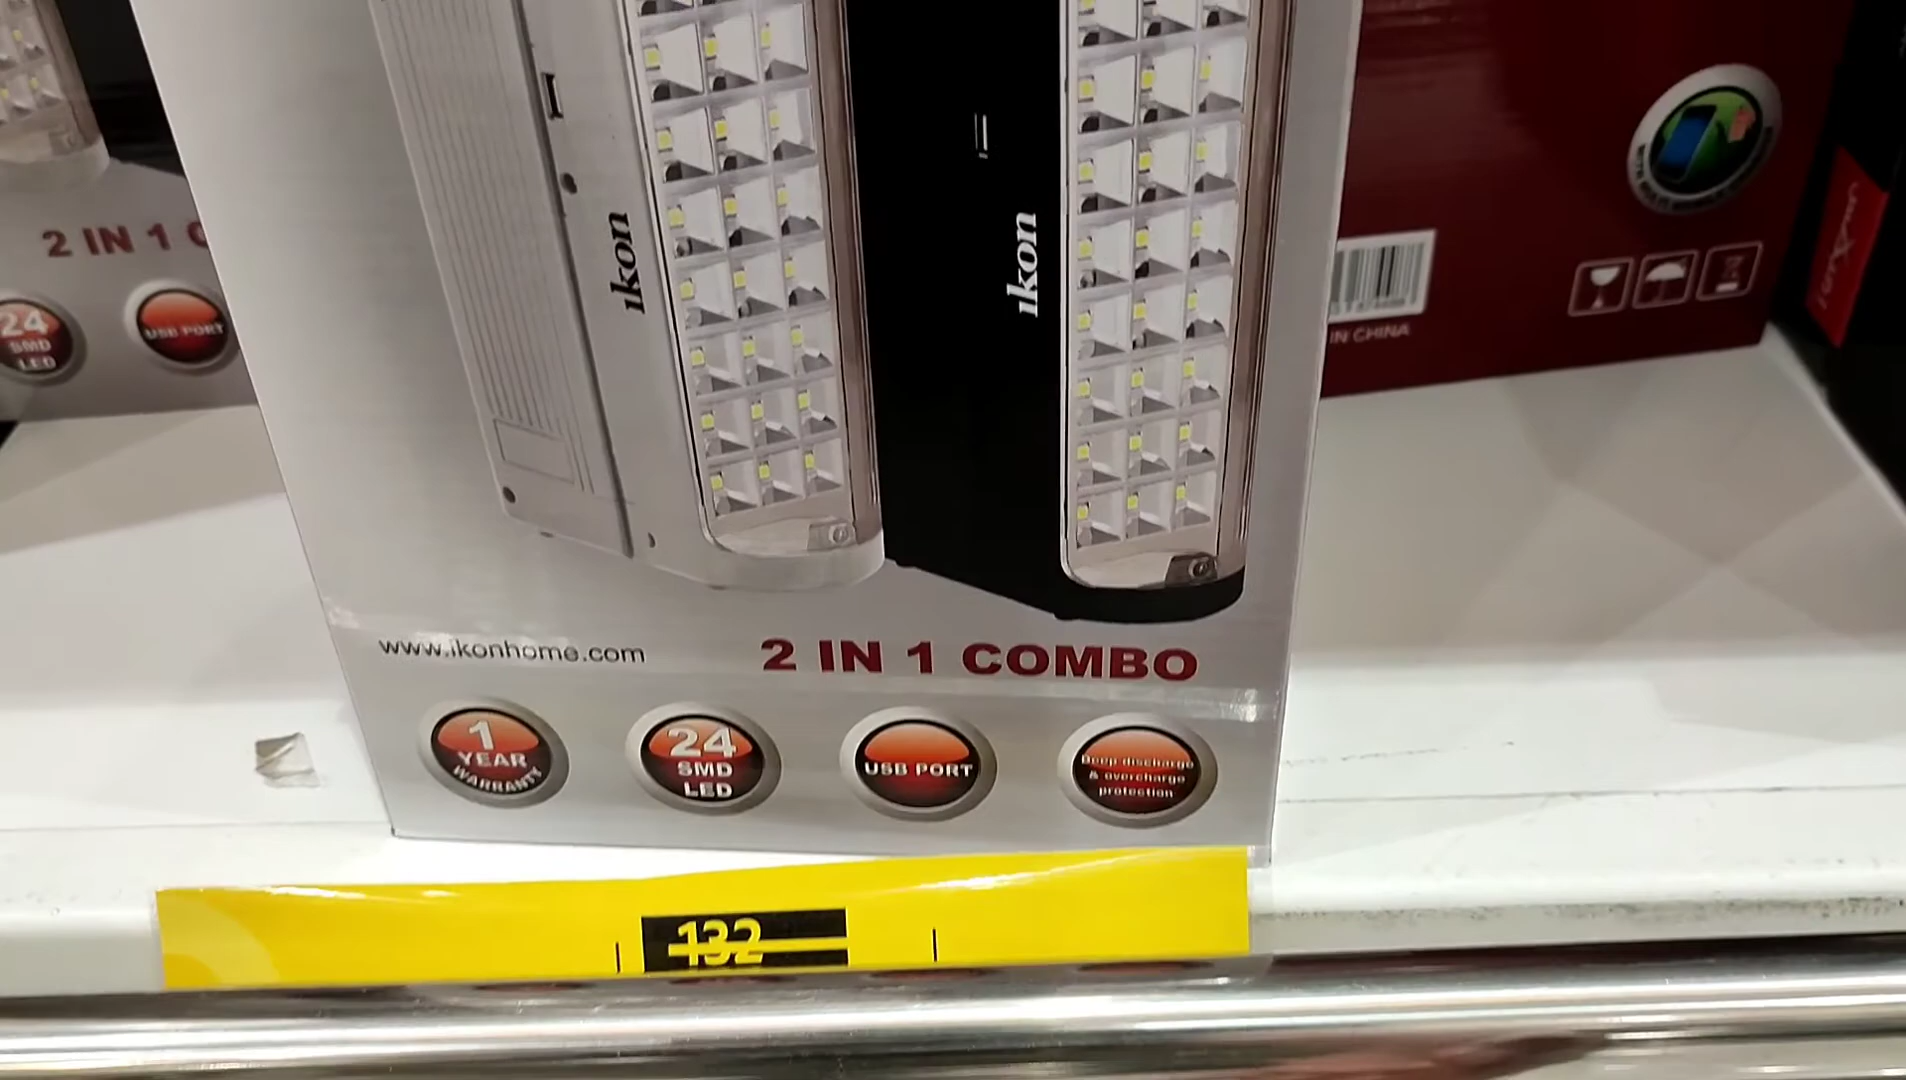 ikon
ikon
www.ikonhome.com
2 IN 1 COMBO
1
YEAR
WARRANTY
24
SMD
LED
USB PORT
Deep discharge
& overcharge
protection
132
2 IN 1 C
24
SMD
LED
USB PORT
IN CHINA